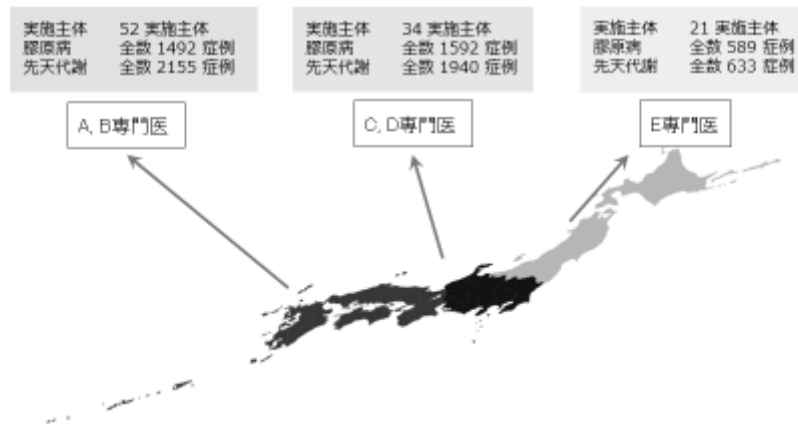 実施主体 52 実施主体
膠原病 全数 1492 症例
先天代謝 全数 2155 症例
A, B専門医
実施主体 34 実施主体
膠原病 全数 1592 症例
先天代謝 全数 1940 症例
C, D専門医
実施主体 21 実施主体
膠原病 全数 589 症例
先天代謝 全数 633 症例
E専門医